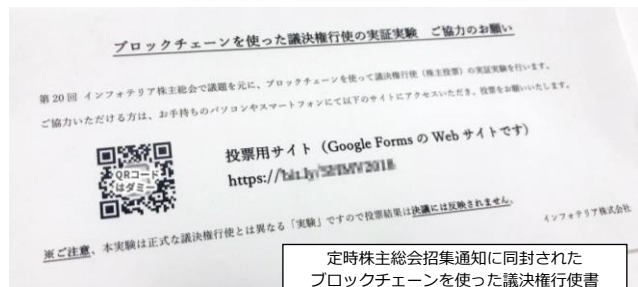 ブロックチェーンを使った議決権行使の実証実験 ご協力のお願い
第20回 インフォテリア株主総会で議題を元に、ブロックチェーンを使って議決権行使（株主投票）の実証実験を行います。
ご協力いただける方は、お手持ちのパソコンやスマートフォンにて以下のサイトにアクセスいただき、投票をお願いいたします。
QRコード
はダミー
投票用サイト（Google Forms の Web サイトです）
https://
※ご注意、本実験は正式な議決権行使とは異なる「実験」ですので投票結果は決議には反映されません。
インフォテリア株式会社
定時株主総会招集通知に同封された
ブロックチェーンを使った議決権行使書